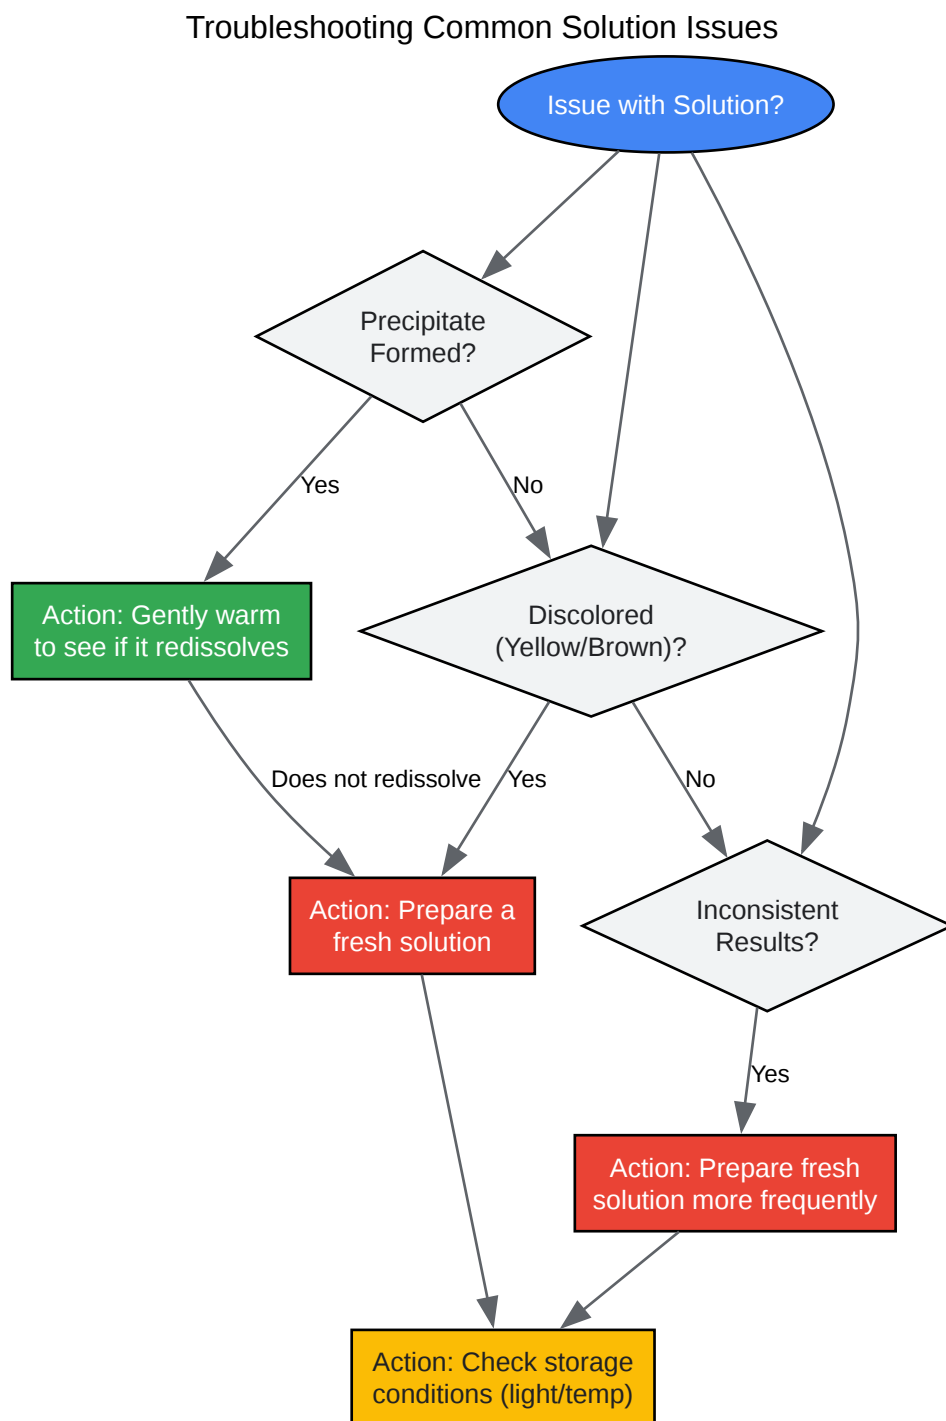 Troubleshooting Common Solution Issues
Issue with Solution?
Precipitate
Formed?
Yes
No
Action: Gently warm
to see if it redissolves
Discolored
(Yellow/Brown)?
Does not redissolve
Yes
No
Action: Prepare a
fresh solution
Inconsistent
Results?
Yes
Action: Prepare fresh
solution more frequently
Action: Check storage
conditions (light/temp)